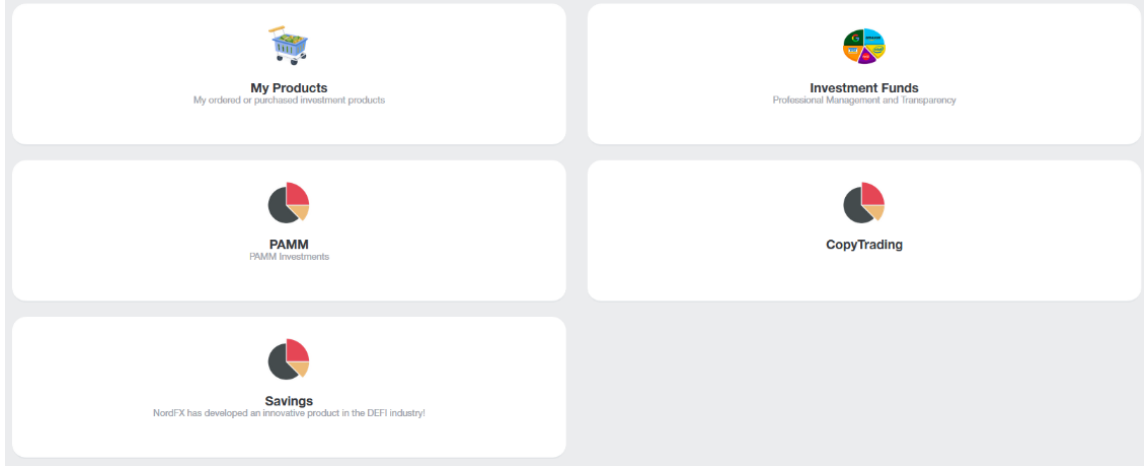 My Products
My ordered or purchased investment products
Investment Funds
Professional Management and Transparency
PAMM
PAMM Investments
CopyTrading
Savings
NordFX has developed an innovative product in the DEFI industry!